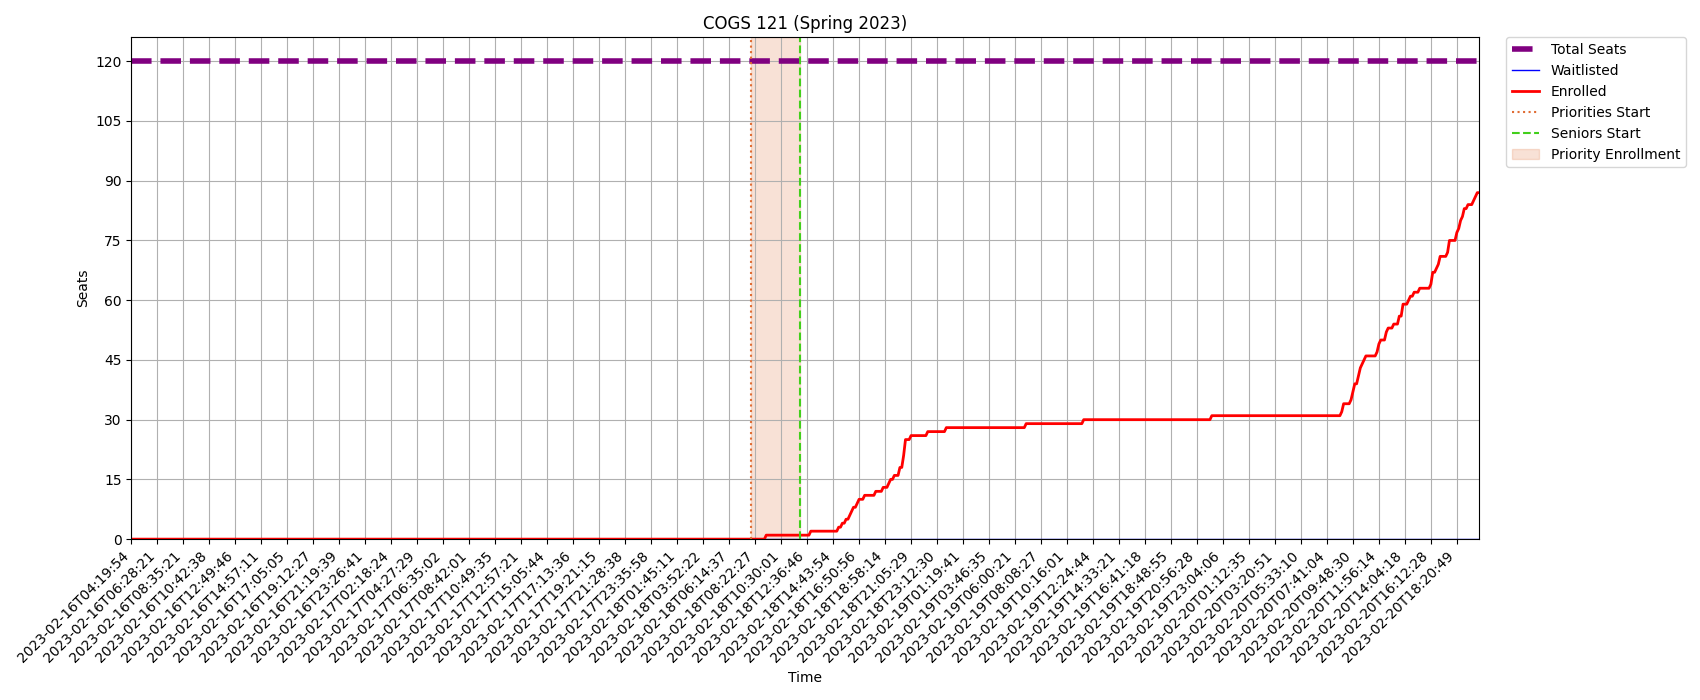 COGS 121 (Spring 2023)
Total Seats
Waitlisted
Enrolled
Priorities Start
Seniors Start
Priority Enrollment
Seats
120
105
90
75
60
45
30
15
0
2023-02-16T04:19:54
2023-02-16T06:28:21
2023-02-16T08:35:21
2023-02-16T10:42:38
2023-02-16T12:49:46
2023-02-16T14:57:11
2023-02-16T17:05:05
2023-02-16T19:12:27
2023-02-16T21:19:39
2023-02-16T23:26:41
2023-02-17T02:18:24
2023-02-17T04:27:29
2023-02-17T06:35:02
2023-02-17T08:42:01
2023-02-17T10:49:35
2023-02-17T12:57:21
2023-02-17T15:05:44
2023-02-17T17:13:36
2023-02-17T19:21:15
2023-02-17T21:28:38
2023-02-17T23:35:58
2023-02-18T01:45:11
2023-02-18T03:52:22
2023-02-18T06:14:37
2023-02-18T08:22:27
2023-02-18T10:30:01
2023-02-18T12:36:46
2023-02-18T14:43:54
2023-02-18T16:50:56
2023-02-18T18:58:14
2023-02-18T21:05:29
2023-02-18T23:12:30
2023-02-19T01:19:41
2023-02-19T03:46:35
2023-02-19T06:00:21
2023-02-19T08:08:27
2023-02-19T10:16:01
2023-02-19T12:24:44
2023-02-19T14:33:21
2023-02-19T16:41:18
2023-02-19T18:48:55
2023-02-19T20:56:28
2023-02-19T23:04:06
2023-02-20T01:12:35
2023-02-20T03:20:51
2023-02-20T05:33:10
2023-02-20T07:41:04
2023-02-20T09:48:30
2023-02-20T11:56:14
2023-02-20T14:04:18
2023-02-20T16:12:28
2023-02-20T18:20:49
Time